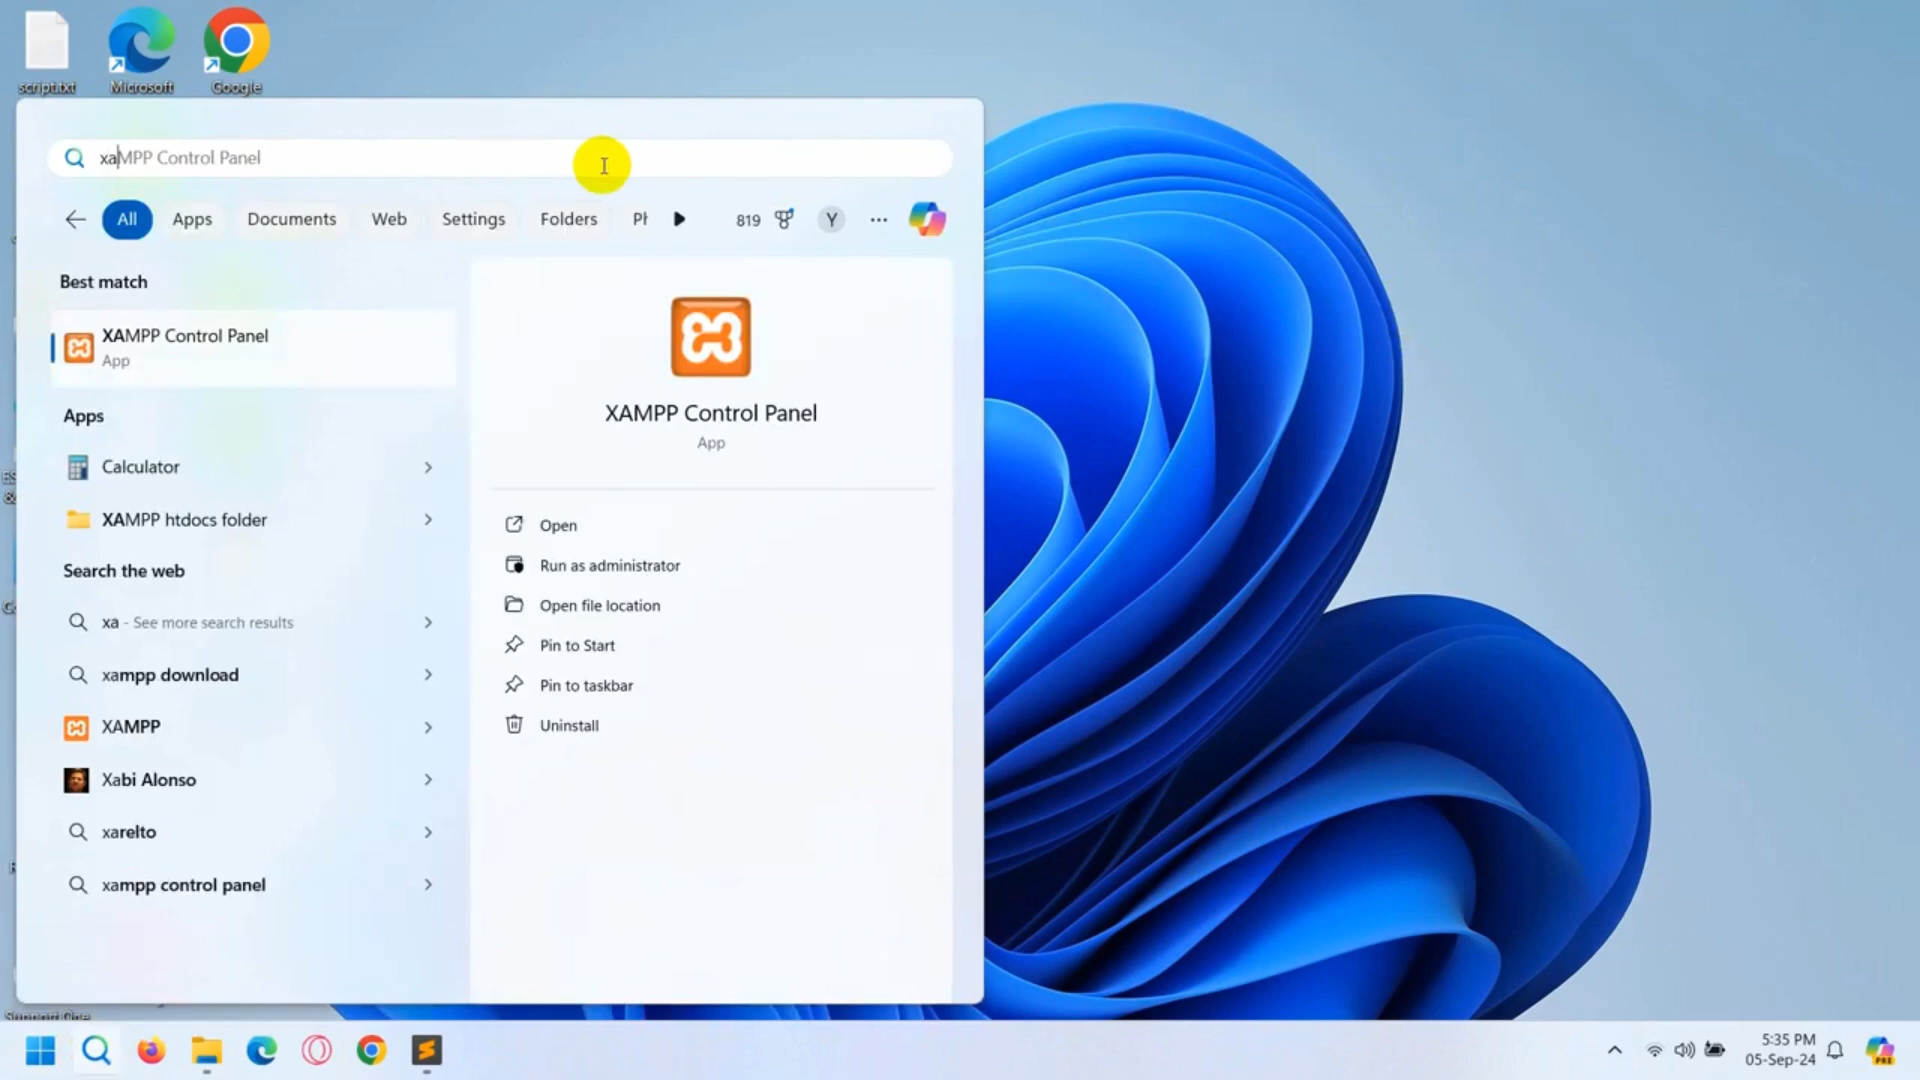 script.txt
Microsoft
Google
xaMPP Control Panel
All
Apps
Documents
Web
Settings
Folders
819
Y
Best match
XAMPP Control Panel
App
Apps
Calculator
XAMPP htdocs folder
Search the web
xa - See more search results
xampp download
XAMPP
Xabi Alonso
xarelto
xampp control panel
XAMPP Control Panel
App
Open
Run as administrator
Open file location
Pin to Start
Pin to taskbar
Uninstall
5:35 PM
05-Sep-24
PRE